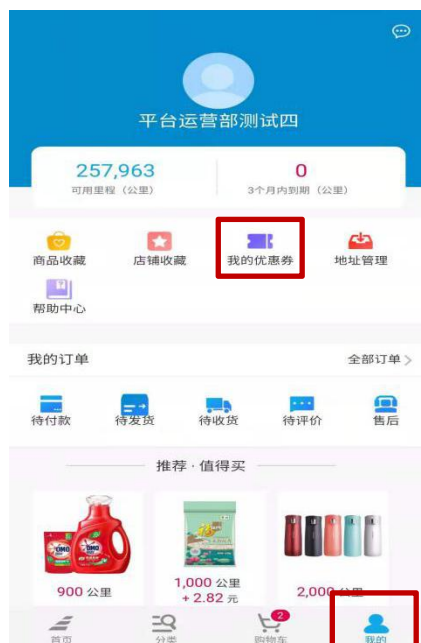 平台运营部测试四
257,963
0
可用里程（公里）
3个月内到期（公里）
商品收藏
店铺收藏
我的优惠券
地址管理
帮助中心
我的订单
全部订单 >
待付款
待发货
待收货
待评价
售后
推荐·值得买
OMO
OMO
900 公里
1,000 公里
+ 2.82 元
2,000 公里
2
首页
分类
购物车
我的